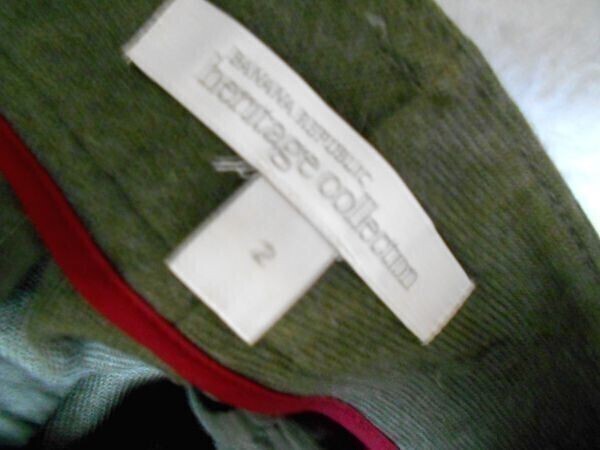 BANANA REPUBLIC
heritage collection
2